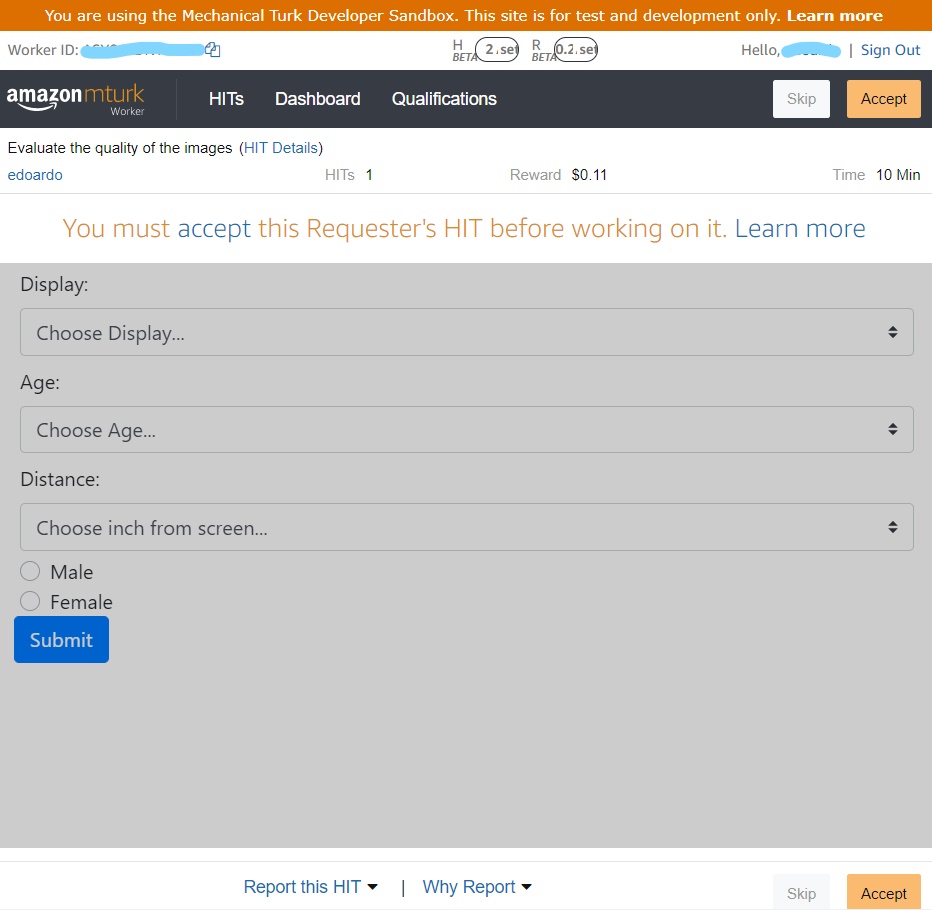 You are using the Mechanical Turk Developer Sandbox. This site is for test and development only. Learn more
Worker ID:
H BETA 2.set R BETA 0.2.set
Hello, | Sign Out
amazonmturk
Worker
HITs Dashboard Qualifications Skip Accept
Evaluate the quality of the images (HIT Details)
edoardo HITs 1 Reward $0.11 Time 10 Min
You must accept this Requester's HIT before working on it. Learn more
Display:
Choose Display...
Age:
Choose Age...
Distance:
Choose inch from screen...
Male
Female
Submit
Report this HIT | Why Report Skip Accept